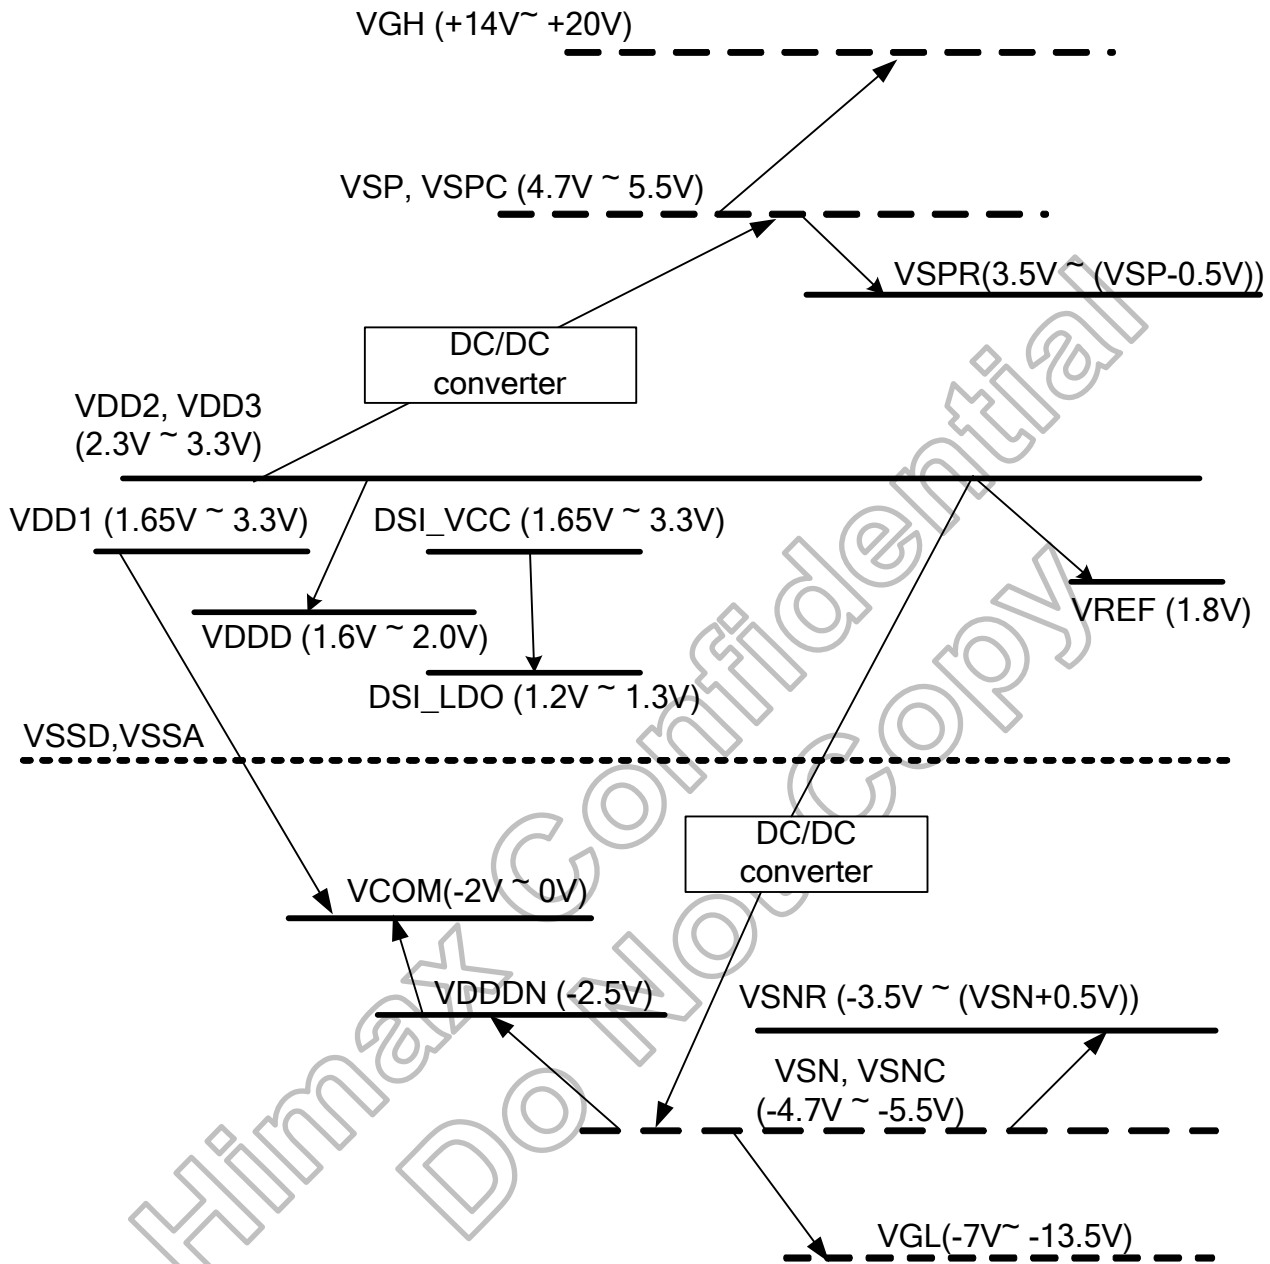 VGH (+14V~ +20V)
VSP, VSPC (4.7V ~ 5.5V)
VSPR(3.5V ~ (VSP-0.5V))
DC/DC
converter
VDD2, VDD3
(2.3V ~ 3.3V)
VDD1 (1.65V ~ 3.3V)
DSI_VCC (1.65V ~ 3.3V)
VREF (1.8V)
VDDD (1.6V ~ 2.0V)
DSI_LDO (1.2V ~ 1.3V)
VSSD,VSSA
DC/DC
converter
VCOM(-2V ~ 0V)
VDDDN (-2.5V)
VSNR (-3.5V ~ (VSN+0.5V))
VSN, VSNC
(-4.7V ~ -5.5V)
VGL(-7V~ -13.5V)
Himax Confidential
Do Not Copy